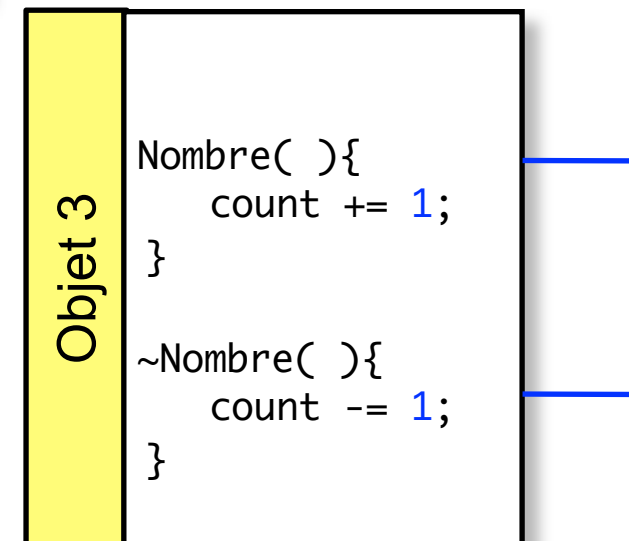 Objet 3
Nombre( ){
count += 1;
}
~Nombre( ){
count -= 1;
}